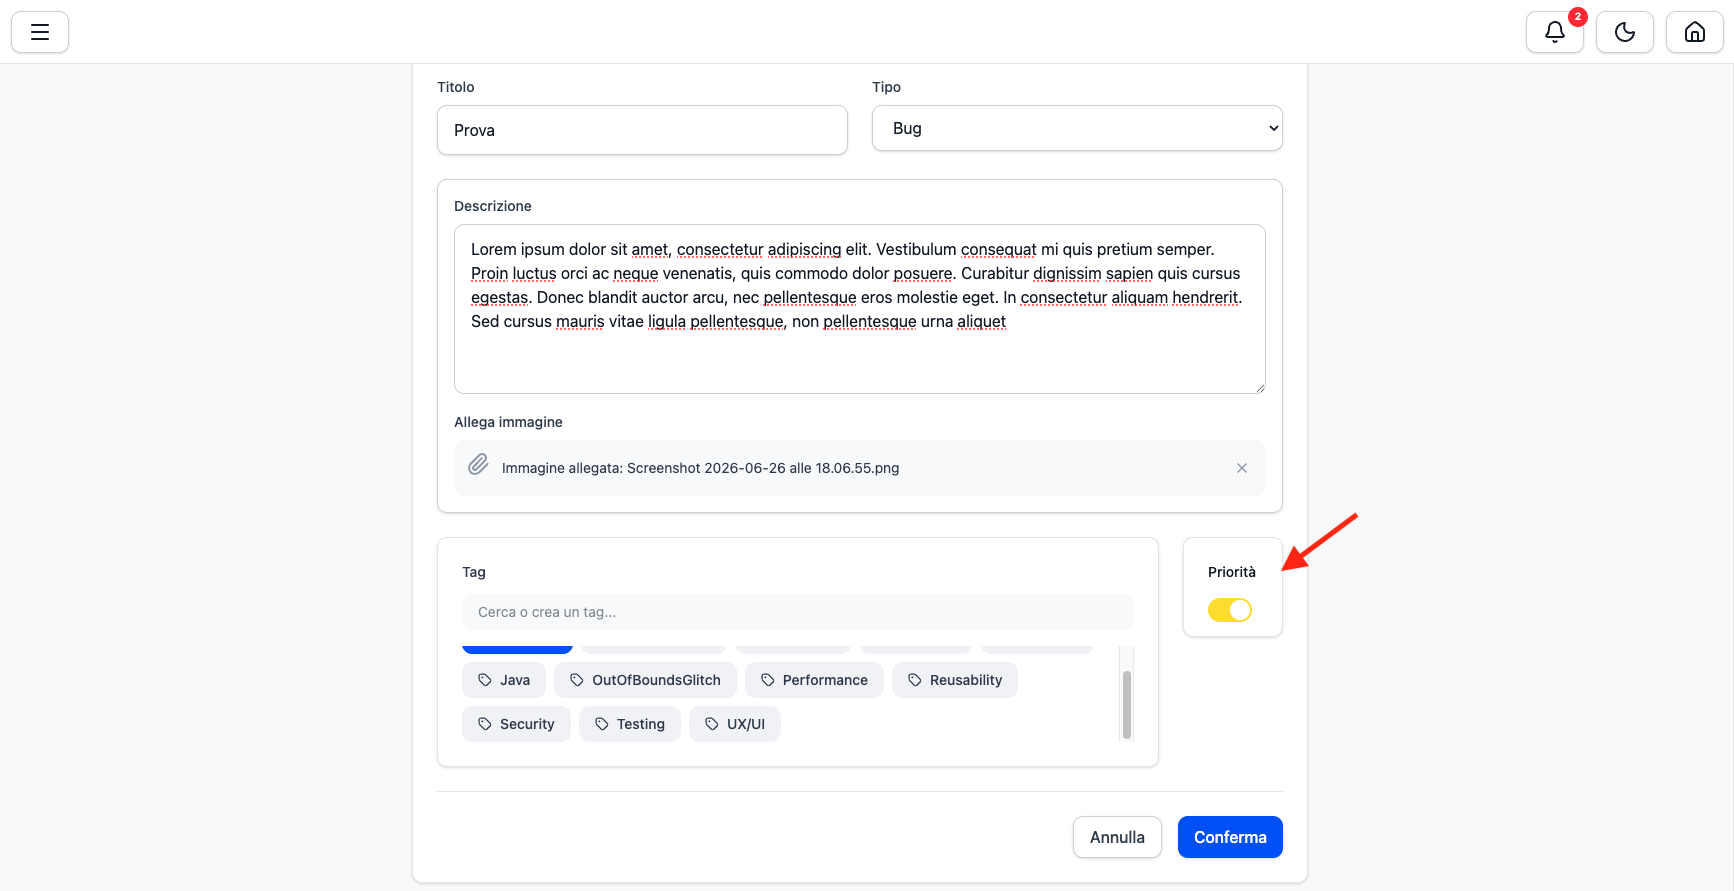 2
Titolo
Tipo
Prova
Bug
Descrizione
Lorem ipsum dolor sit amet, consectetur adipiscing elit. Vestibulum consequat mi quis pretium semper.
Proin luctus orci ac neque venenatis, quis commodo dolor posuere. Curabitur dignissim sapien quis cursus
egestas. Donec blandit auctor arcu, nec pellentesque eros molestie eget. In consectetur aliquam hendrerit.
Sed cursus mauris vitae ligula pellentesque, non pellentesque urna aliquet
Allega immagine
Immagine allegata: Screenshot 2026-06-26 alle 18.06.55.png
Tag
Priorità
Cerca o crea un tag...
Java OutOfBoundsGlitch Performance Reusability
Security Testing UX/UI
Annulla Conferma